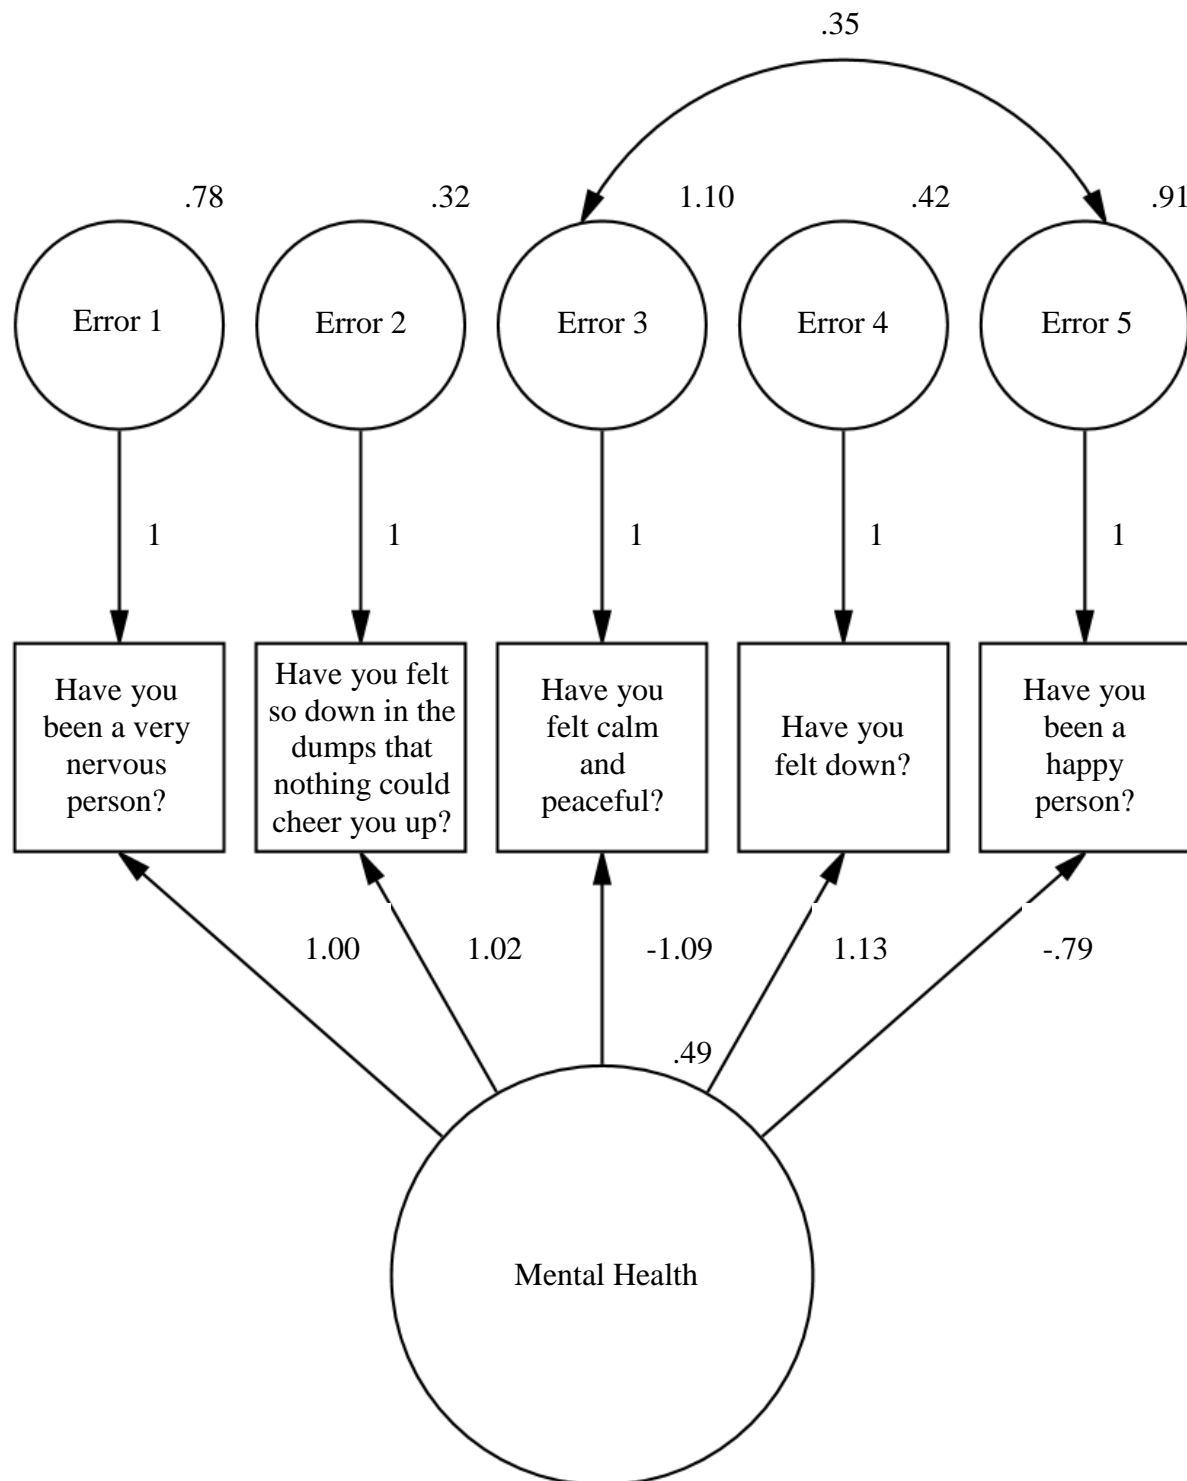 .35
.78
.32
1.10
.42
.91
Error 1
Error 2
Error 3
Error 4
Error 5
1
1
1
1
1
Have you
been a very
nervous
person?
Have you felt
so down in the
dumps that
nothing could
cheer you up?
Have you
felt calm
and
peaceful?
Have you
felt down?
Have you
been a
happy
person?
1.00
1.02
-1.09
1.13
-.79
.49
Mental Health